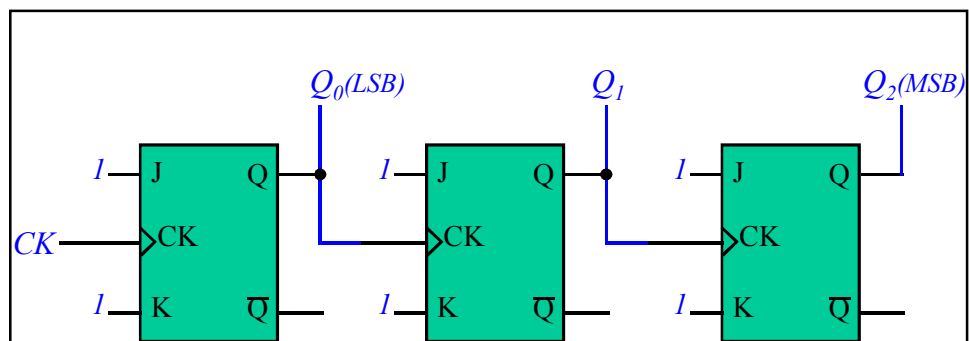 Q₀(LSB) Q₁ Q₂(MSB)
1 J Q 1 J Q 1 J Q
CK CK CK CK
1 K Q̅ 1 K Q̅ 1 K Q̅